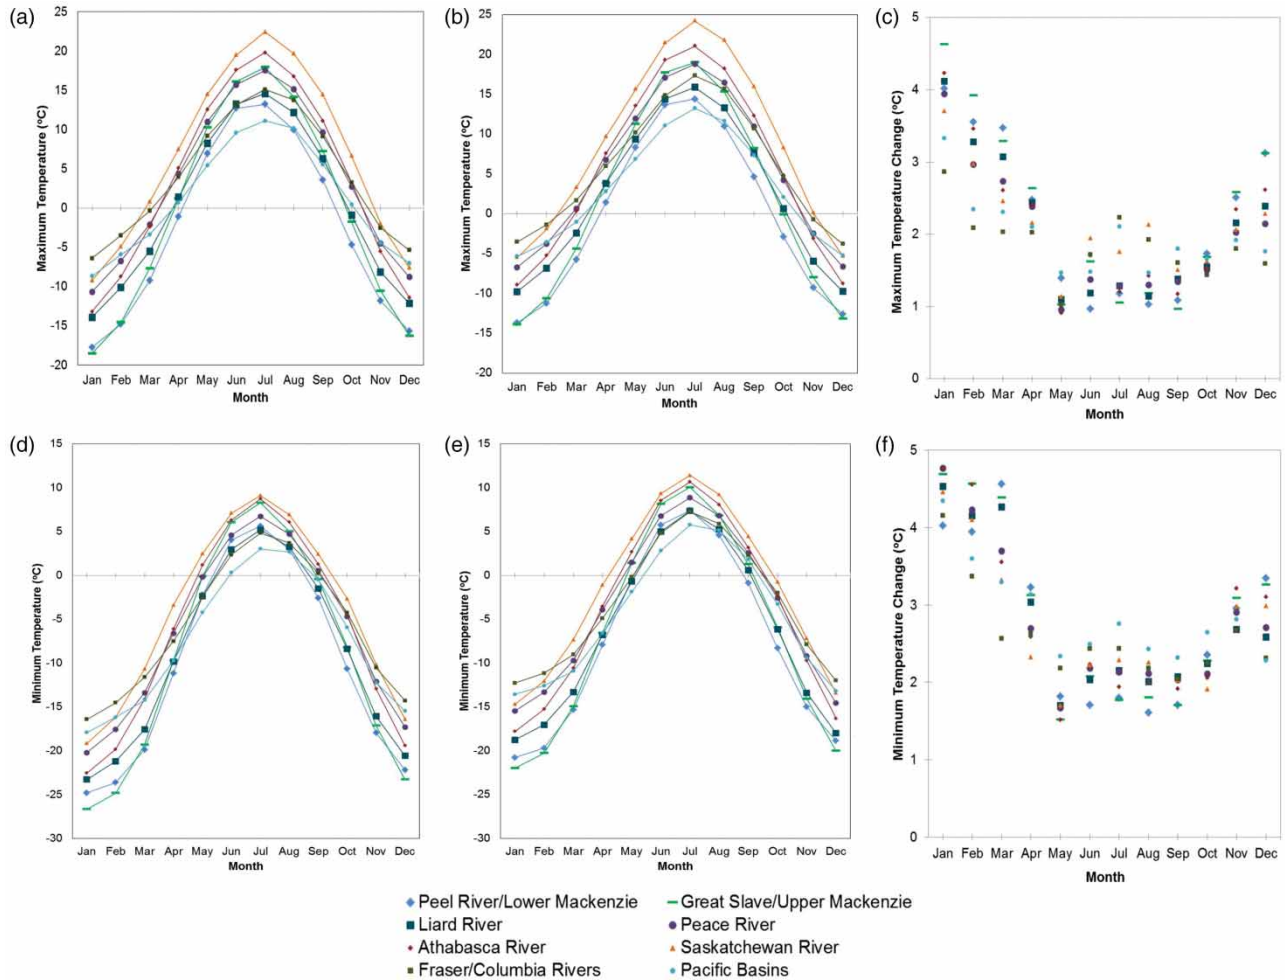 (a)
25
20
15
10
5
0
-5
-10
-15
-20
Maximum Temperature (ºC)
Jan Feb Mar Apr May Jun Jul Aug Sep Oct Nov Dec
Month
(b)
25
20
15
10
5
0
-5
-10
-15
-20
Maximum Temperature (ºC)
Jan Feb Mar Apr May Jun Jul Aug Sep Oct Nov Dec
Month
(c)
5
4
3
2
1
0
Maximum Temperature Change (ºC)
Jan Feb Mar Apr May Jun Jul Aug Sep Oct Nov Dec
Month
(d)
15
10
5
0
-5
-10
-15
-20
-25
-30
Minimum Temperature (ºC)
Jan Feb Mar Apr May Jun Jul Aug Sep Oct Nov Dec
Month
(e)
15
10
5
0
-5
-10
-15
-20
-25
-30
Minimum Temperature (ºC)
Jan Feb Mar Apr May Jun Jul Aug Sep Oct Nov Dec
Month
(f)
5
4
3
2
1
0
Minimum Temperature Change (ºC)
Jan Feb Mar Apr May Jun Jul Aug Sep Oct Nov Dec
Month
Peel River/Lower Mackenzie
Great Slave/Upper Mackenzie
Liard River
Peace River
Athabasca River
Saskatchewan River
Fraser/Columbia Rivers
Pacific Basins